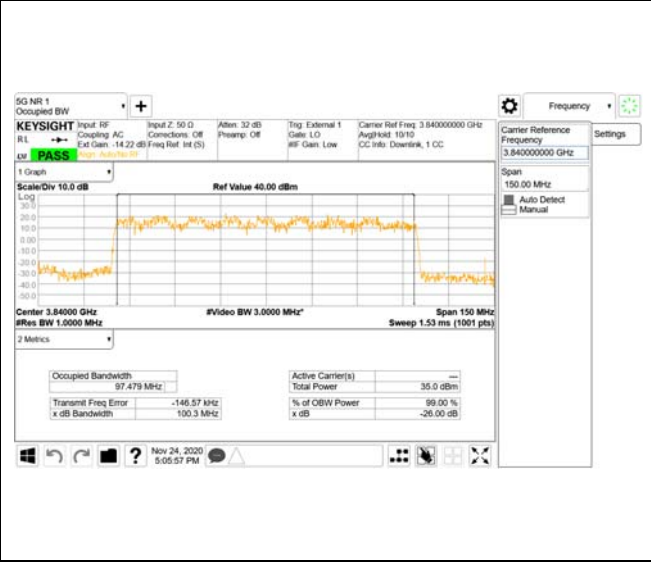 5G NR 1
Occupied BW
Frequency
KEYSIGHT
R L
PASS
Input: RF
Coupling: AC
Ext Gain: -14.22 dB
Align: Auto/No RF
Input Z: 50 Ω
Corrections: Off
Freq Ref: Int (S)
Atten: 32 dB
Preamp: Off
Trig: External 1
Gate: LO
#IF Gain: Low
Carrier Ref Freq: 3.840000000 GHz
Avg|Hold: 10/10
CC Info: Downlink, 1 CC
Carrier Reference
Frequency
3.840000000 GHz
Settings
Span
150.00 MHz
Auto Detect
Manual
1 Graph
Scale/Div 10.0 dB
Ref Value 40.00 dBm
Log
30.0
20.0
10.0
0.00
-10.0
-20.0
-30.0
-40.0
-50.0
Center 3.84000 GHz
#Video BW 3.0000 MHz*
Span 150 MHz
#Res BW 1.0000 MHz
Sweep 1.53 ms (1001 pts)
2 Metrics
Occupied Bandwidth
97.479 MHz
Transmit Freq Error -146.57 kHz
x dB Bandwidth 100.3 MHz
Active Carrier(s) ---
Total Power 35.0 dBm
% of OBW Power 99.00 %
x dB -26.00 dB
?
Nov 24, 2020
5:05:57 PM